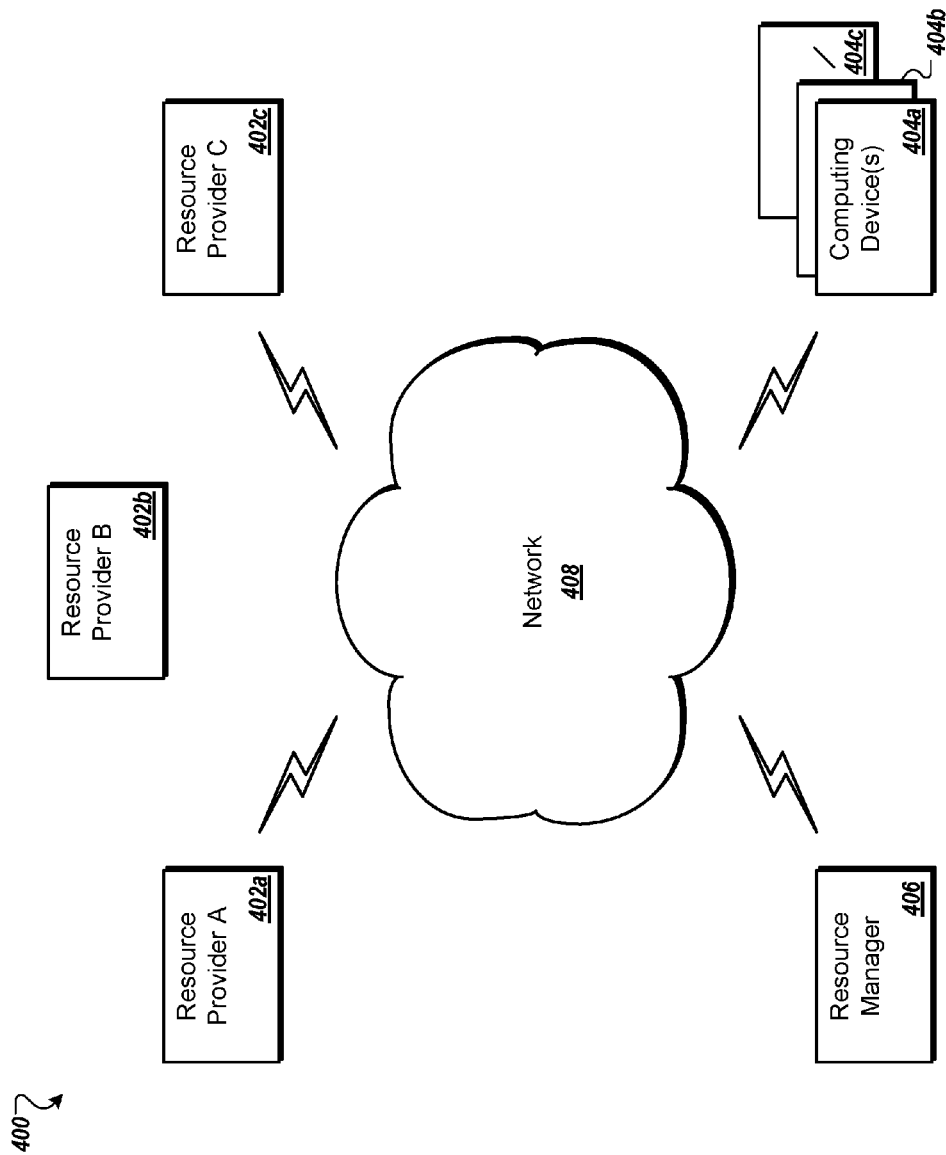 400
Resource
Provider A
402a
Resource
Provider B
402b
Resource
Provider C
402c
Network
408
Resource
Manager
406
Computing
Device(s)
404a
404b
404c